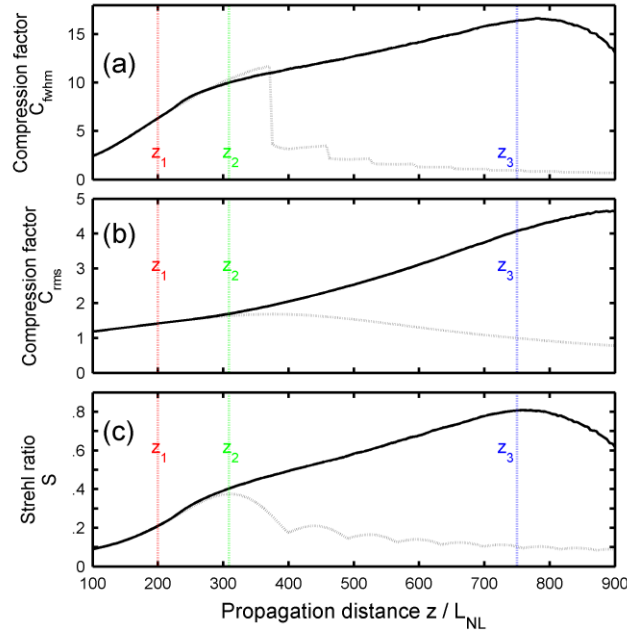 Compression factor
C_fwhm
15
10
5
0
(a)
z_1
z_2
z_3
Compression factor
C_rms
5
4
3
2
1
0
(b)
z_1
z_2
z_3
Strehl ratio
S
.8
.6
.4
.2
0
(c)
z_1
z_2
z_3
100 200 300 400 500 600 700 800 900
Propagation distance z / L_NL